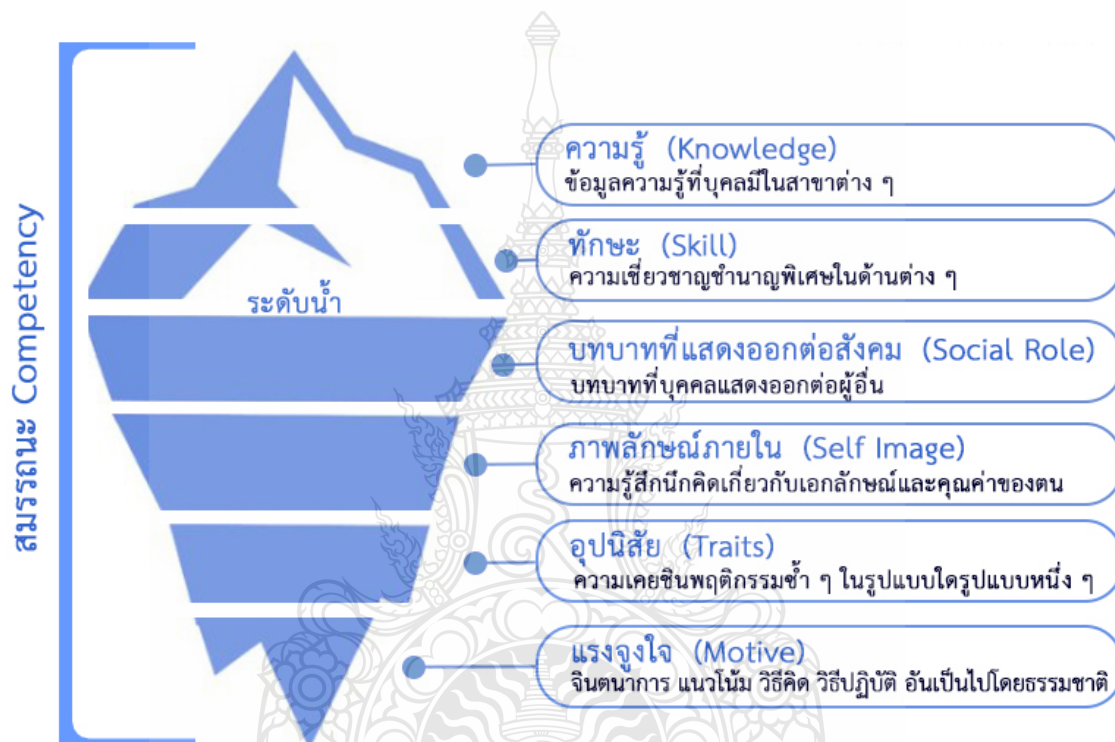 สมรรถนะ Competency
ความรู้ (Knowledge)
ข้อมูลความรู้ที่บุคลมีในสาขาต่าง ๆ
ทักษะ (Skill)
ความเชี่ยวชาญชำนาญพิเศษในด้านต่าง ๆ
ระดับน้ำ
บทบาทที่แสดงออกต่อสังคม (Social Role)
บทบาทที่บุคคลแสดงออกต่อผู้อื่น
ภาพลักษณ์ภายใน (Self Image)
ความรู้สึกนึกคิดเกี่ยวกับเอกลักษณ์และคุณค่าของตน
อุปนิสัย (Traits)
ความเคยชินพฤติกรรมซ้ำ ๆ ในรูปแบบใดรูปแบบหนึ่ง ๆ
แรงจูงใจ (Motive)
จินตนาการ แนวโน้ม วิธีคิด วิธีปฏิบัติ อันเป็นไปโดยธรรมชาติ